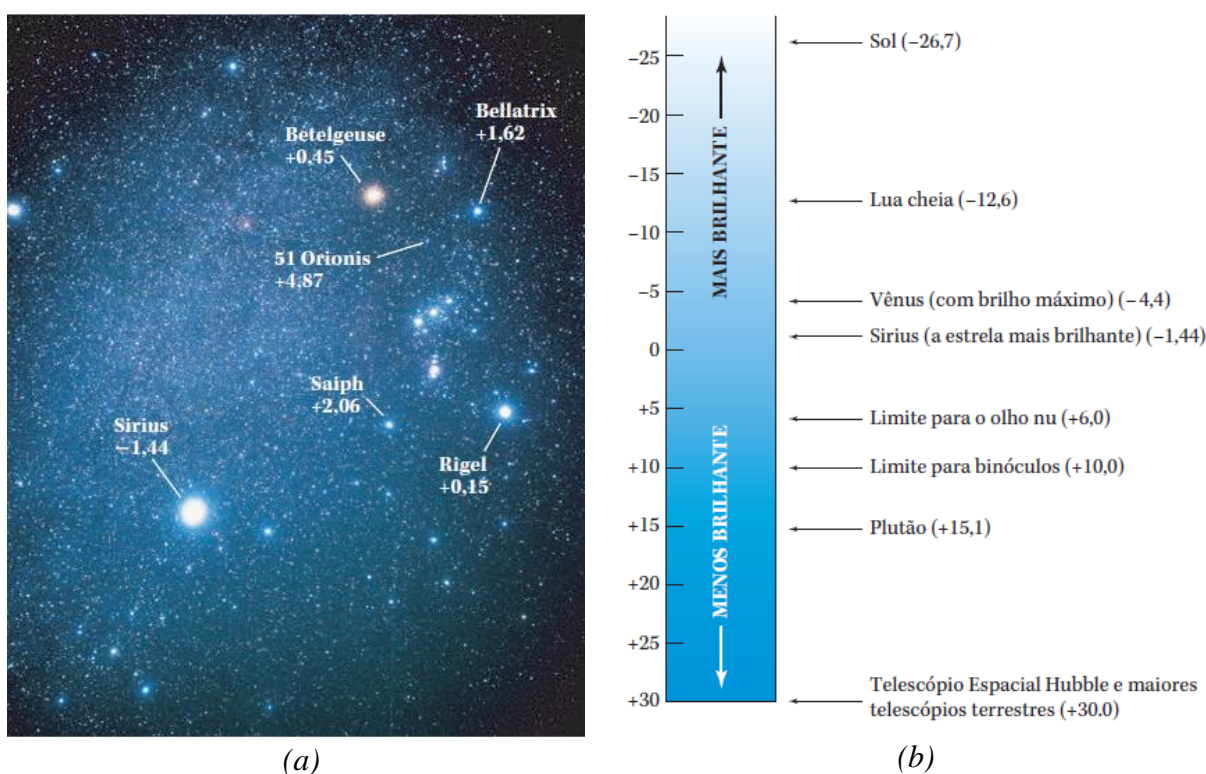 Bellatrix
+1,62
Betelgeuse
+0,45
51 Orionis
+4,87
Saiph
+2,06
Sirius
−1,44
Rigel
+0,15
(a)
−25
−20
−15
−10
−5
0
+5
+10
+15
+20
+25
+30
MAIS BRILHANTE
MENOS BRILHANTE
Sol (−26,7)
Lua cheia (−12,6)
Vênus (com brilho máximo) (− 4,4)
Sirius (a estrela mais brilhante) (−1,44)
Limite para o olho nu (+6,0)
Limite para binóculos (+10,0)
Plutão (+15,1)
Telescópio Espacial Hubble e maiores
telescópios terrestres (+30.0)
(b)